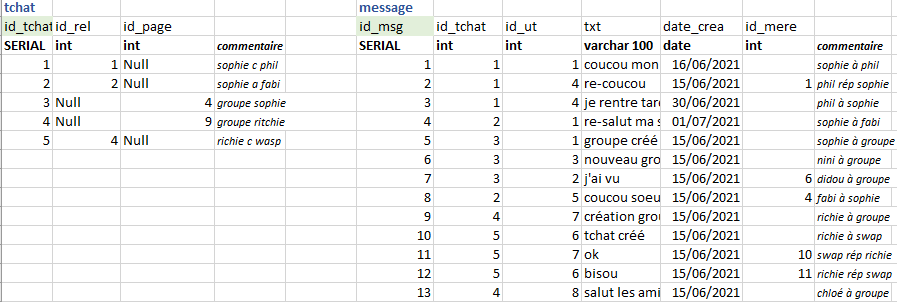 tchat message
id_tchat id_rel id_page id_msg id_tchat id_ut txt date_crea id_mere
SERIAL int int commentaire SERIAL int int varchar 100 date int commentaire
1 1 Null sophie c phil 1 1 1 coucou mon 16/06/2021 sophie à phil
2 2 Null sophie a fabi 2 1 4 re-coucou 15/06/2021 1 phil rép sophie
3 Null 4 groupe sophie 3 1 4 je rentre tard 30/06/2021 phil à sophie
4 Null 9 groupe ritchie 4 2 1 re-salut ma s 01/07/2021 sophie à fabi
5 4 Null richie c wasp 5 3 1 groupe créé 15/06/2021 sophie à groupe
6 3 3 nouveau gro 15/06/2021 nini à groupe
7 3 2 j'ai vu 15/06/2021 6 didou à groupe
8 2 5 coucou soeu 15/06/2021 4 fabi à sophie
9 4 7 création grou 15/06/2021 richie à groupe
10 5 6 tchat créé 15/06/2021 richie à swap
11 5 7 ok 15/06/2021 10 swap rép richie
12 5 6 bisou 15/06/2021 11 richie rép swap
13 4 8 salut les ami 15/06/2021 chloé à groupe